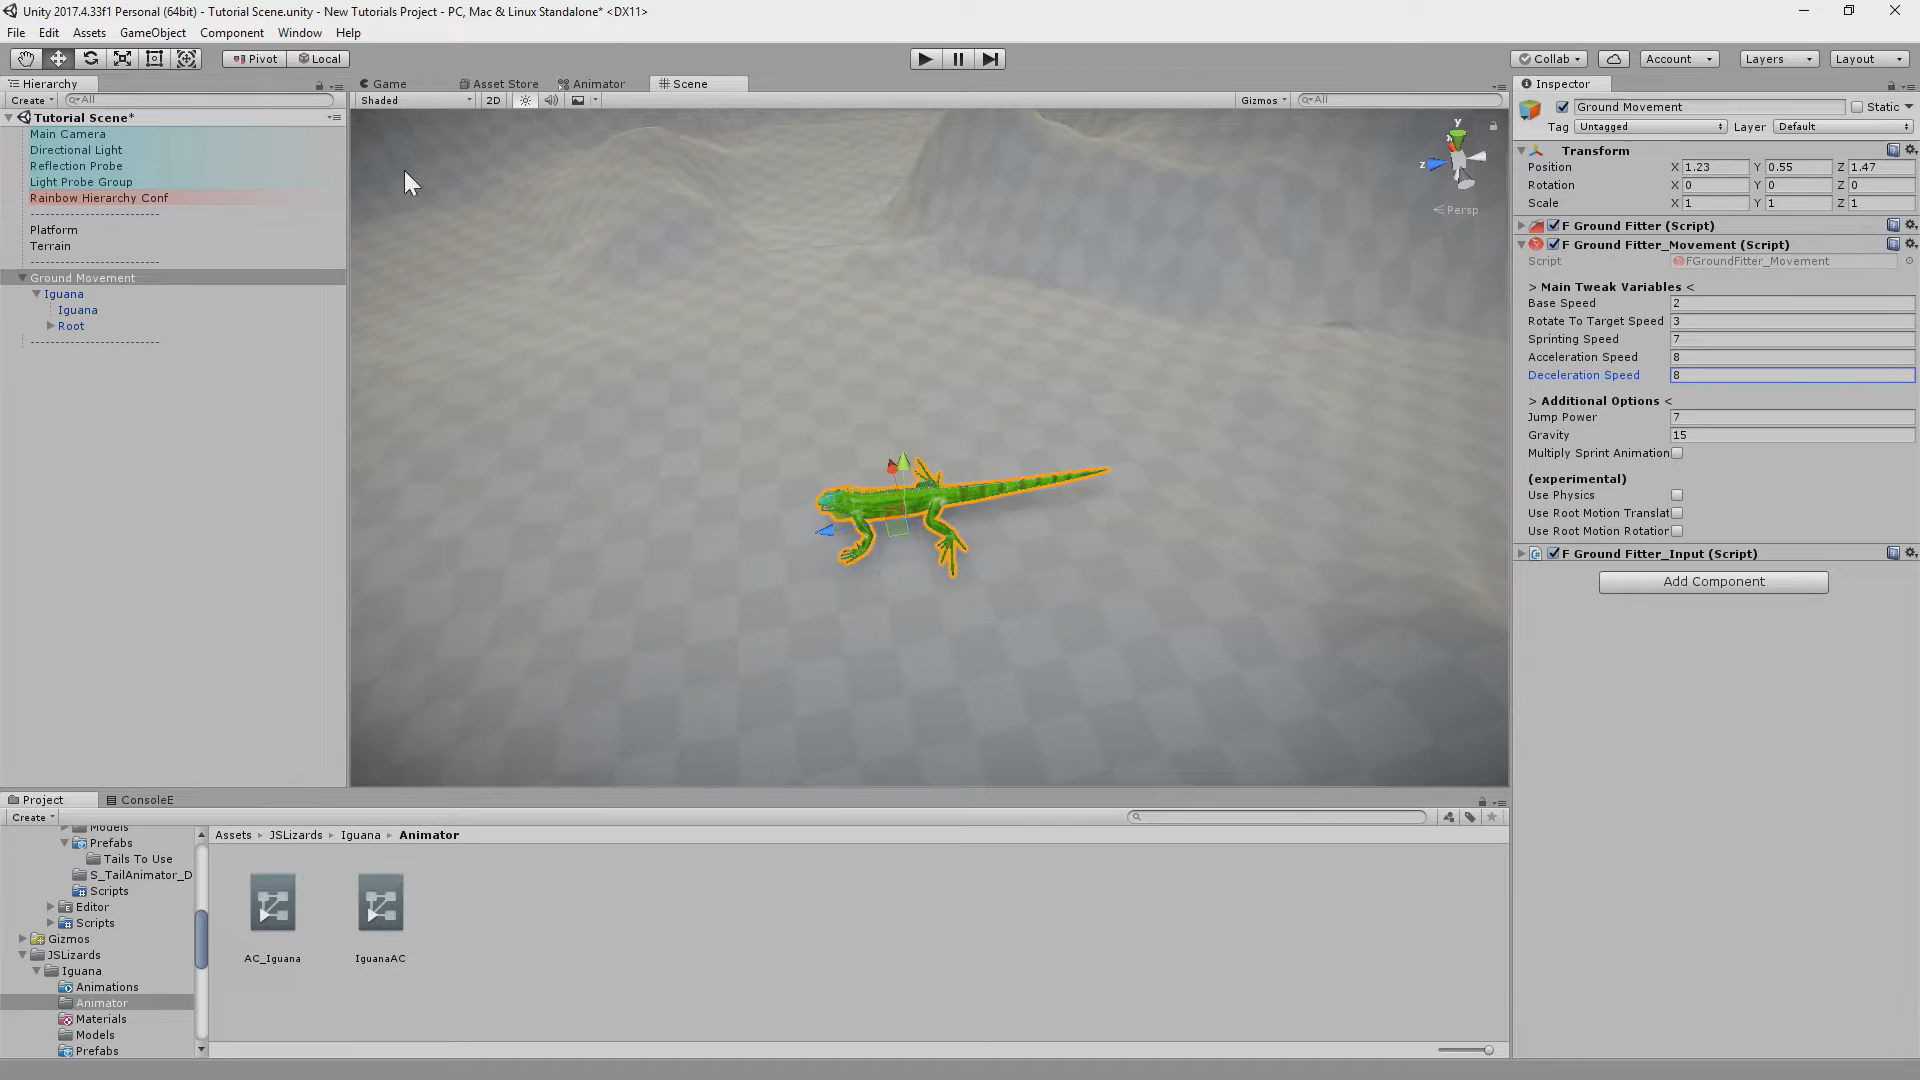 Unity 2017.4.33f1 Personal (64bit) - Tutorial Scene.unity - New Tutorials Project - PC, Mac & Linux Standalone* <DX11>
File Edit Assets GameObject Component Window Help
Pivot Local Collab Account Layers Layout
Hierarchy
Create All
Tutorial Scene*
Main Camera
Directional Light
Reflection Probe
Light Probe Group
Rainbow Hierarchy Conf
------------------------
Platform
Terrain
------------------------
Ground Movement
Iguana
Iguana
Root
------------------------
Game Asset Store Animator Scene
Shaded 2D Gizmos All
y
x
z
Persp
Inspector
Ground Movement Static
Tag Untagged Layer Default
Transform
Position X 1.23 Y 0.55 Z 1.47
Rotation X 0 Y 0 Z 0
Scale X 1 Y 1 Z 1
F Ground Fitter (Script)
F Ground Fitter_Movement (Script)
Script FGroundFitter_Movement
> Main Tweak Variables <
Base Speed 2
Rotate To Target Speed 3
Sprinting Speed 7
Acceleration Speed 8
Deceleration Speed 8
> Additional Options <
Jump Power 7
Gravity 15
Multiply Sprint Animation
(experimental)
Use Physics
Use Root Motion Translat
Use Root Motion Rotation
F Ground Fitter_Input (Script)
Add Component
Project ConsoleE
Create
Models
Prefabs
Tails To Use
S_TailAnimator_D
Scripts
Editor
Scripts
Gizmos
JSLizards
Iguana
Animations
Animator
Materials
Models
Prefabs
Assets JSLizards Iguana Animator
AC_Iguana IguanaAC